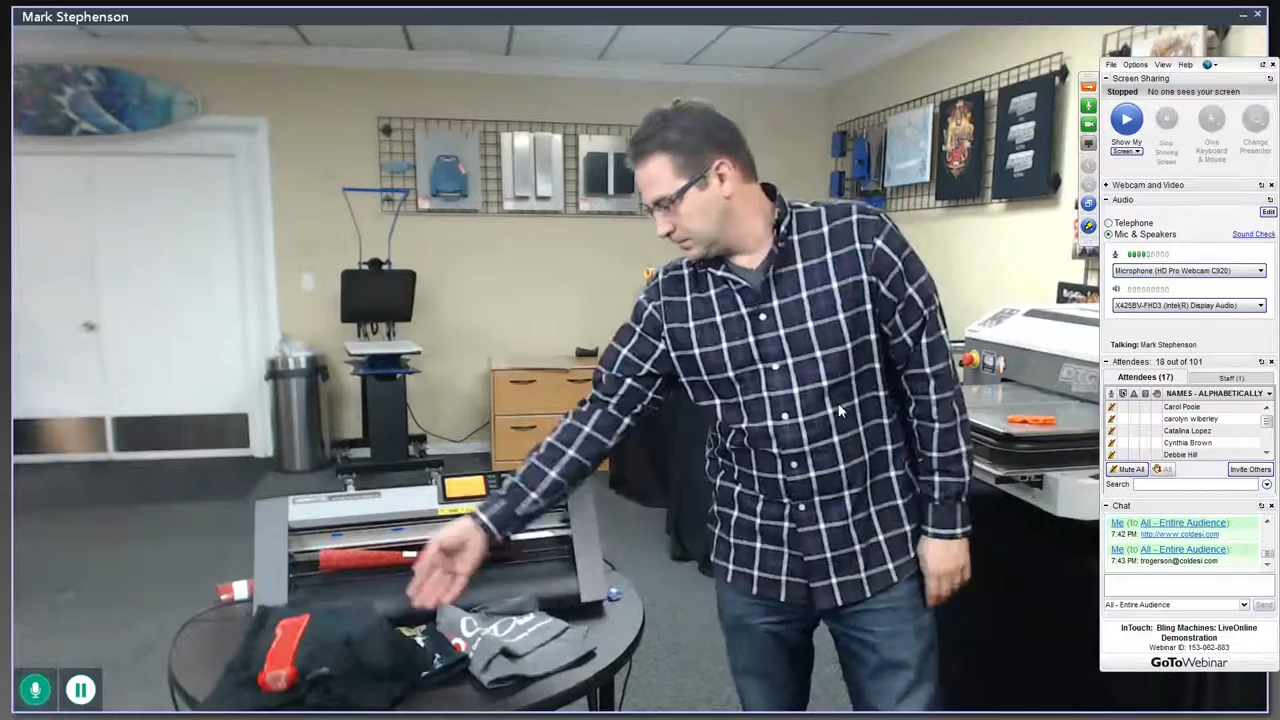 Mark Stephenson
File Options View Help
Screen Sharing
Stopped No one sees your screen
Show My
Screen
Stop
Showing
Screen
Give
Keyboard
& Mouse
Change
Presenter
Webcam and Video
Audio
Edit
Telephone
Mic & Speakers
Sound Check
Microphone (HD Pro Webcam C920)
X425BV-FHD3 (Intel(R) Display Audio)
Talking: Mark Stephenson
Attendees: 18 out of 101
Attendees (17)
Staff (1)
NAMES - ALPHABETICALLY
Carol Poole
carolyn wiberley
Catalina Lopez
Cynthia Brown
Debbie Hill
Mute All
All
Invite Others
Search
Chat
Me (to All - Entire Audience):
7:42 PM: http://www.coldesi.com
Me (to All - Entire Audience):
7:43 PM: trogerson@coldesi.com
All - Entire Audience
Send
InTouch: Bling Machines: LiveOnline
Demonstration
Webinar ID: 153-062-883
GoToWebinar